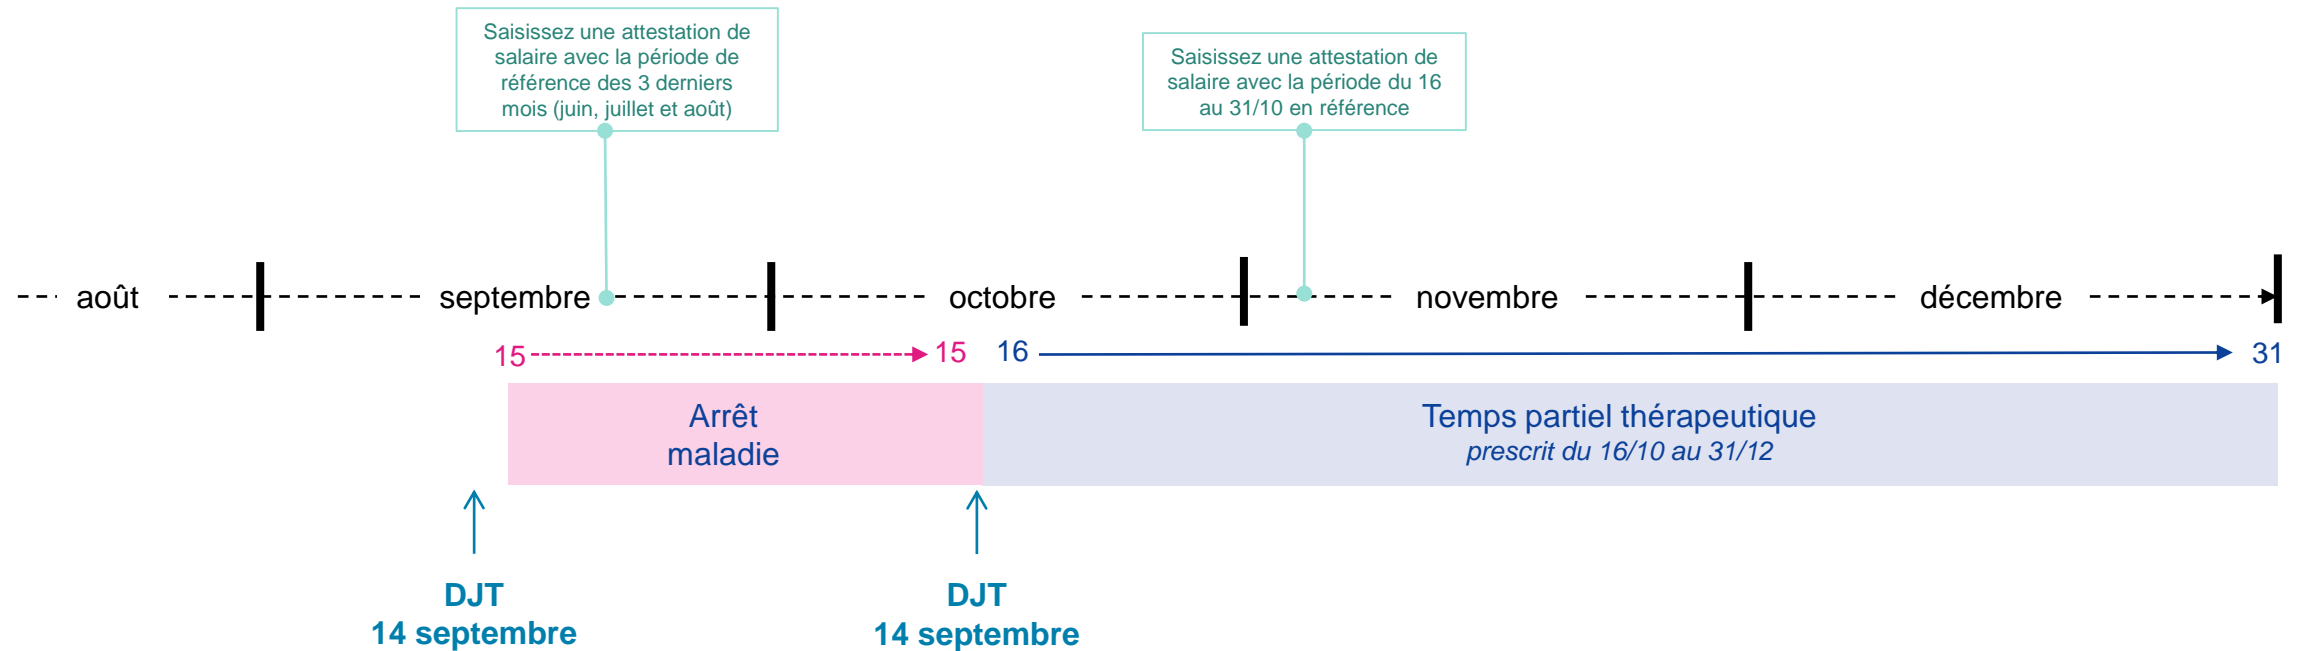 Saisissez une attestation de
salaire avec la période de
référence des 3 derniers
mois (juin, juillet et août)
Saisissez une attestation de
salaire avec la période du 16
au 31/10 en référence
août
septembre
octobre
novembre
décembre
15
15
16
31
Arrêt
maladie
Temps partiel thérapeutique
prescrit du 16/10 au 31/12
DJT
14 septembre
DJT
14 septembre